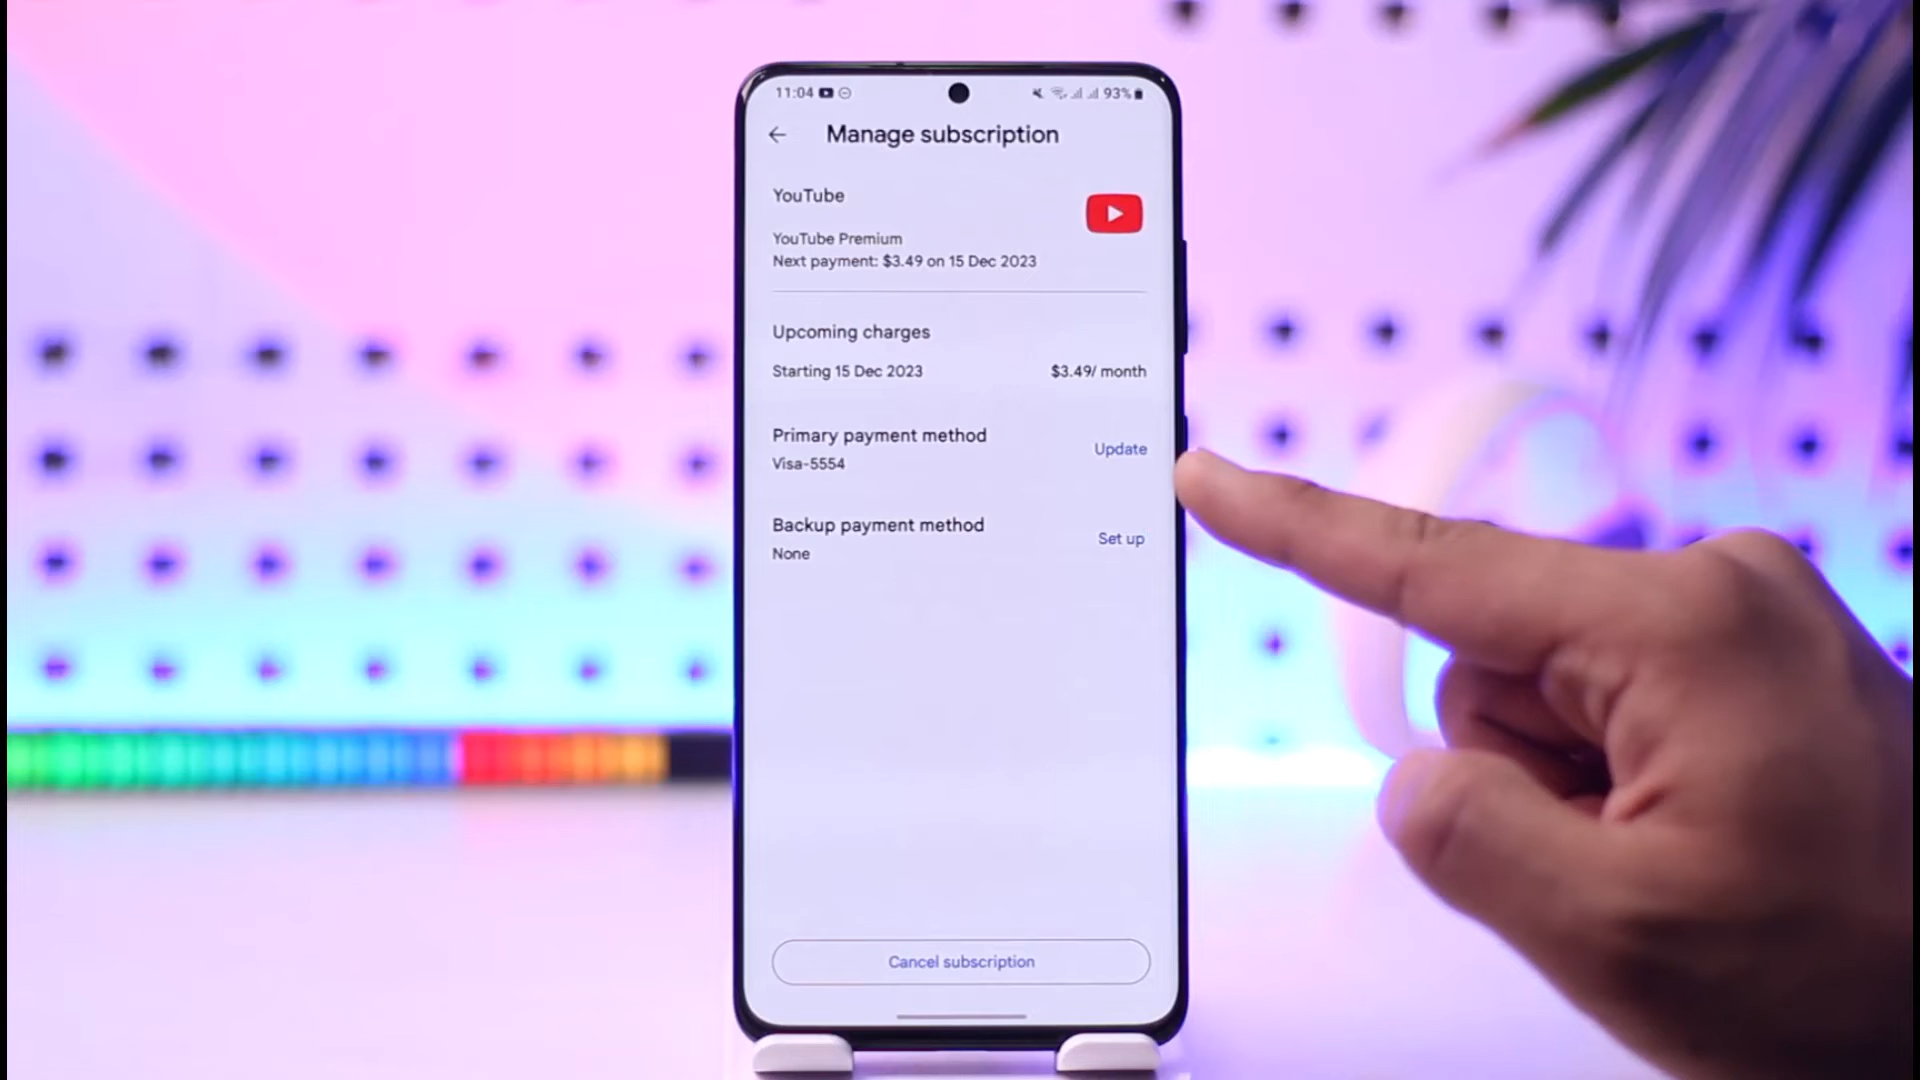 11:04
93%
Manage subscription
YouTube
YouTube Premium
Next payment: $3.49 on 15 Dec 2023
Upcoming charges
Starting 15 Dec 2023 $3.49/ month
Primary payment method
Update
Visa-5554
Backup payment method
Set up
None
Cancel subscription